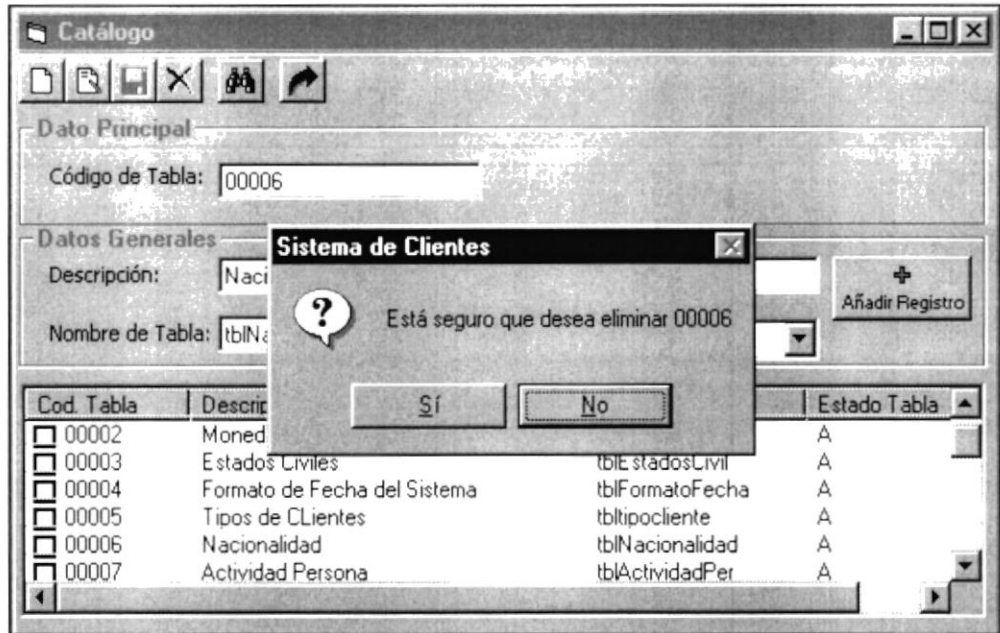 Catálogo
Dato Principal
Código de Tabla: 00006
Datos Generales
Descripción: Naci
Añadir Registro
Nombre de Tabla: tblNa
Sistema de Clientes
Está seguro que desea eliminar 00006
Sí No
Cod. Tabla Descrip Estado Tabla
00002 Moned A
00003 Estados Civiles tblEstadosCivil A
00004 Formato de Fecha del Sistema tblFormatoFecha A
00005 Tipos de CLientes tbltipocliente A
00006 Nacionalidad tblNacionalidad A
00007 Actividad Persona tblActividadPer A